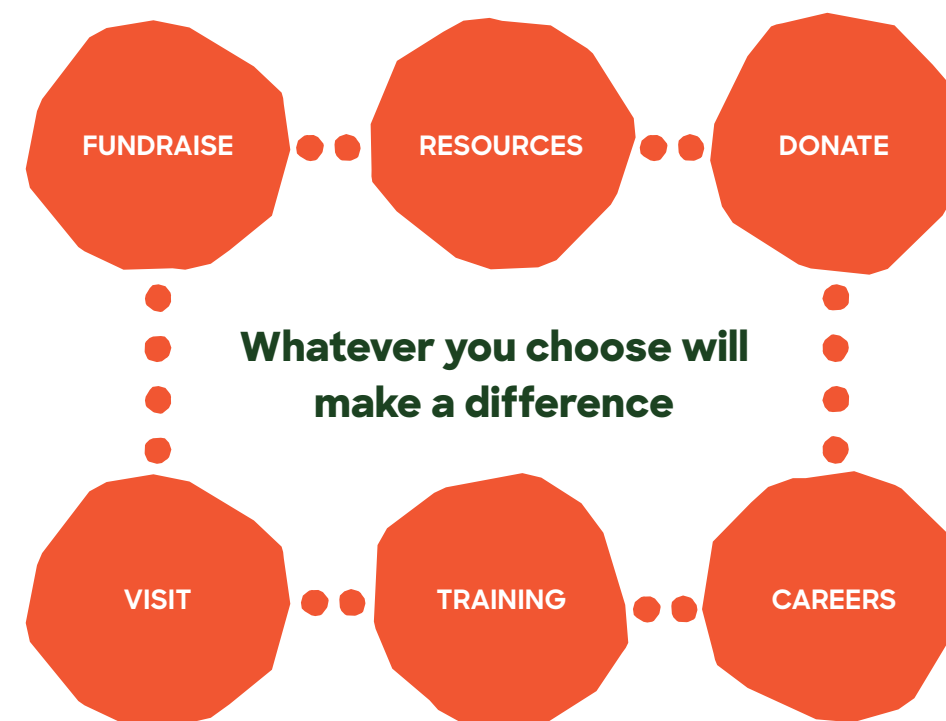 FUNDRAISE
RESOURCES
DONATE
Whatever you choose will
make a difference
VISIT
TRAINING
CAREERS